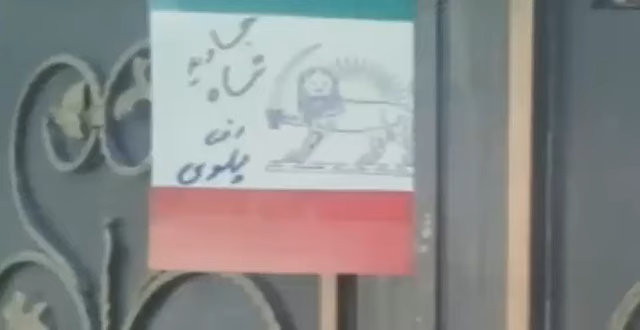 جاوید
شاه
رضا
پهلوی